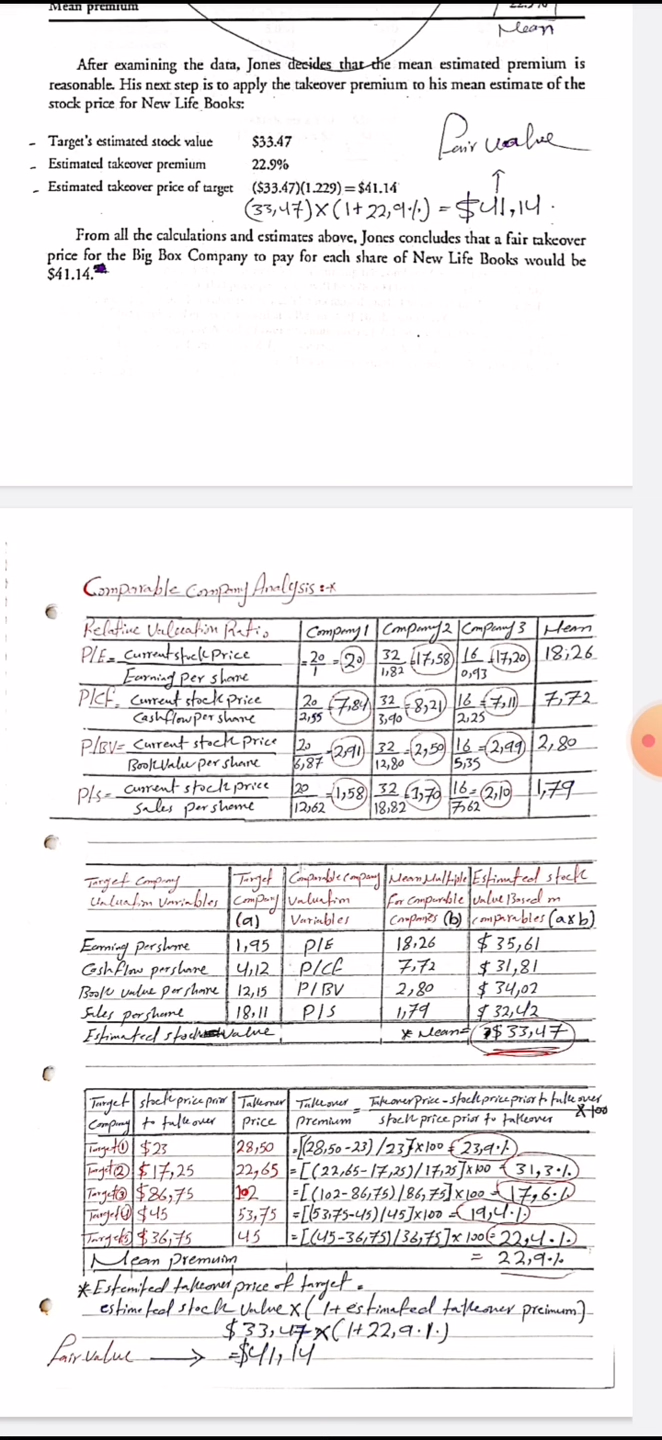 Mean premium
Mean
After examining the data, Jones decides that the mean estimated premium is
reasonable. His next step is to apply the takeover premium to his mean estimate of the
stock price for New Life Books:
- Target's estimated stock value $33.47
- Estimated takeover premium 22.9%
- Estimated takeover price of target ($33.47)(1.229) = $41.14
Fair value
↑
(33,47)×(1+22,9%) = $41,14.
From all the calculations and estimates above, Jones concludes that a fair takeover
price for the Big Box Company to pay for each share of New Life Books would be
$41.14.
Comparable Company Analysis :-x
Relative Valuation Ratio Company 1 Company 2 Company 3 Mean
P/E = Current stock Price = 20 = 20 32 = 17,58 16 = 17,20 18,26
Earning per share 1 1,82 0,93
P/CF. Current stock price 20 = 7,84 32 = 8,21 16 = 7,11 7,72
Cash flow per share 2,55 3,90 2,25
P/BV = Current stock Price 20 = 2,91 32 = 2,50 16 = 2,99 2,80
Book Value per share 6,87 12,80 5,35
P/s = Current stock price 20 = 1,58 32 = 1,70 16 = 2,10 1,79
Sales per share 12,62 18,82 7,62
Target Company Target Comparable Company Mean Multiple Estimated stock
Valuation Variables Company Valuation For Comparable Value Based on
(a) Variables Companies (b) comparables (a×b)
Earning per share 1,95 P/E 18,26 $35,61
Cash flow per share 4,12 P/CF 7,72 $31,81
Book value per share 12,15 P/BV 2,80 $34,02
Sales per share 18,11 P/S 1,79 $32,42
Estimated stock Value * Mean = $33,47
Target stock price prior Takeover Takeover = Takeover Price - stock price prior to takeover
Company to takeover Price Premium stock price prior to takeover ×100
Target① $23 28,50 = [(28,50-23)/23]×100 = 23,9%
Target② $17,25 22,65 = [(22,65-17,25)/17,25]×100 = 31,3%
Target③ $86,75 102 = [(102-86,75)/86,75]×100 = 17,6%
Target④ $45 53,75 = [(53,75-45)/45]×100 = 19,4%
Target⑤ $36,75 45 = [(45-36,75)/36,75]×100 = 22,4%
Mean Premuim = 22,9%
* Estemited takeover price of target.
estimeted stock Value × (1+ estimated takeover preimum)
$33,47×(1+22,9%)
Fair value → = $41,14